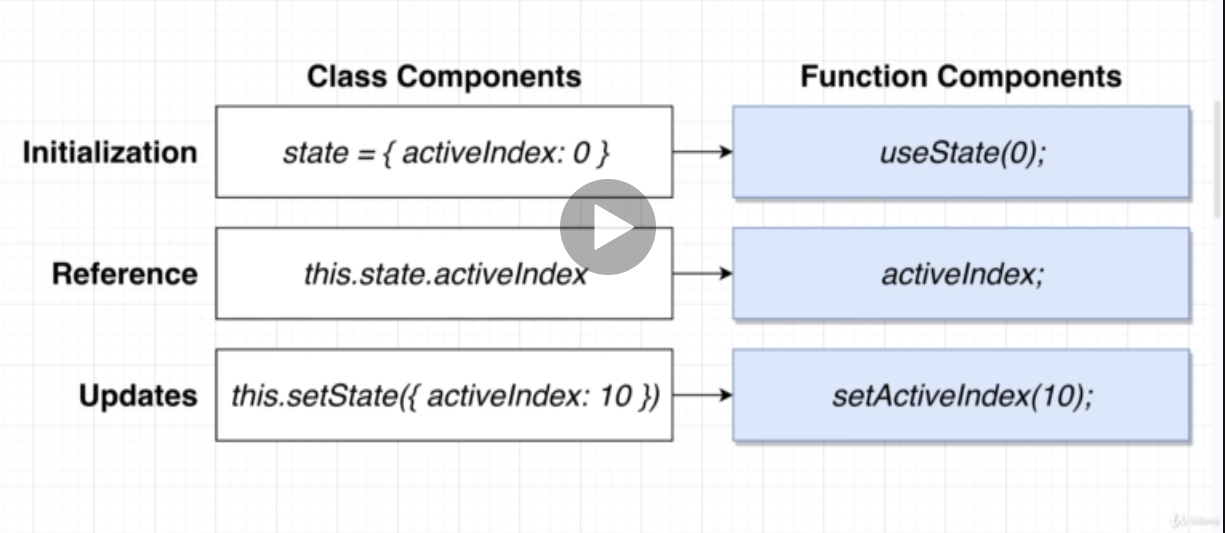 Class Components
Function Components
Initialization
state = { activeIndex: 0 }
useState(0);
Reference
this.state.activeIndex
activeIndex;
Updates
this.setState({ activeIndex: 10 })
setActiveIndex(10);
Udemy